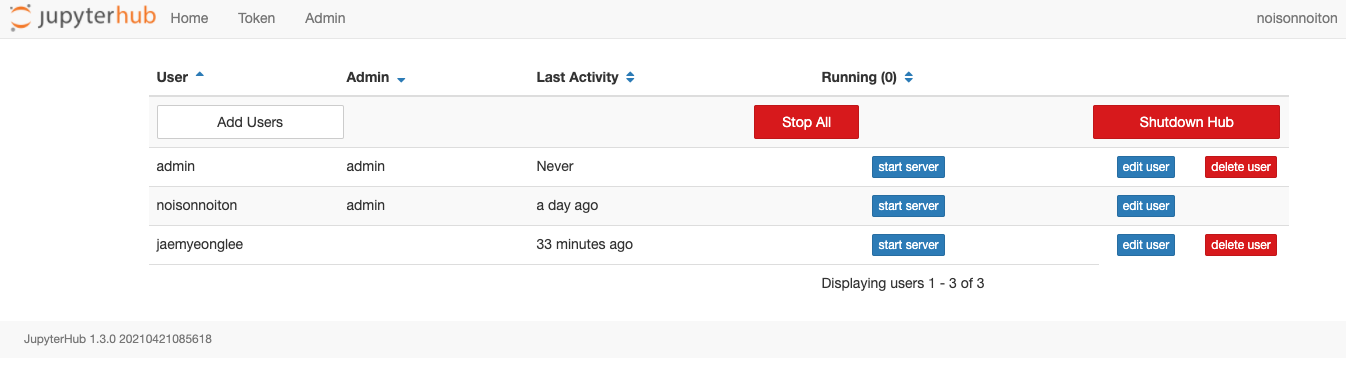 jupyterhub Home Token Admin noisonnoiton
User Admin Last Activity Running (0)
Add Users Stop All Shutdown Hub
admin admin Never start server edit user delete user
noisonnoiton admin a day ago start server edit user
jaemyeonglee 33 minutes ago start server edit user delete user
Displaying users 1 - 3 of 3
JupyterHub 1.3.0 20210421085618